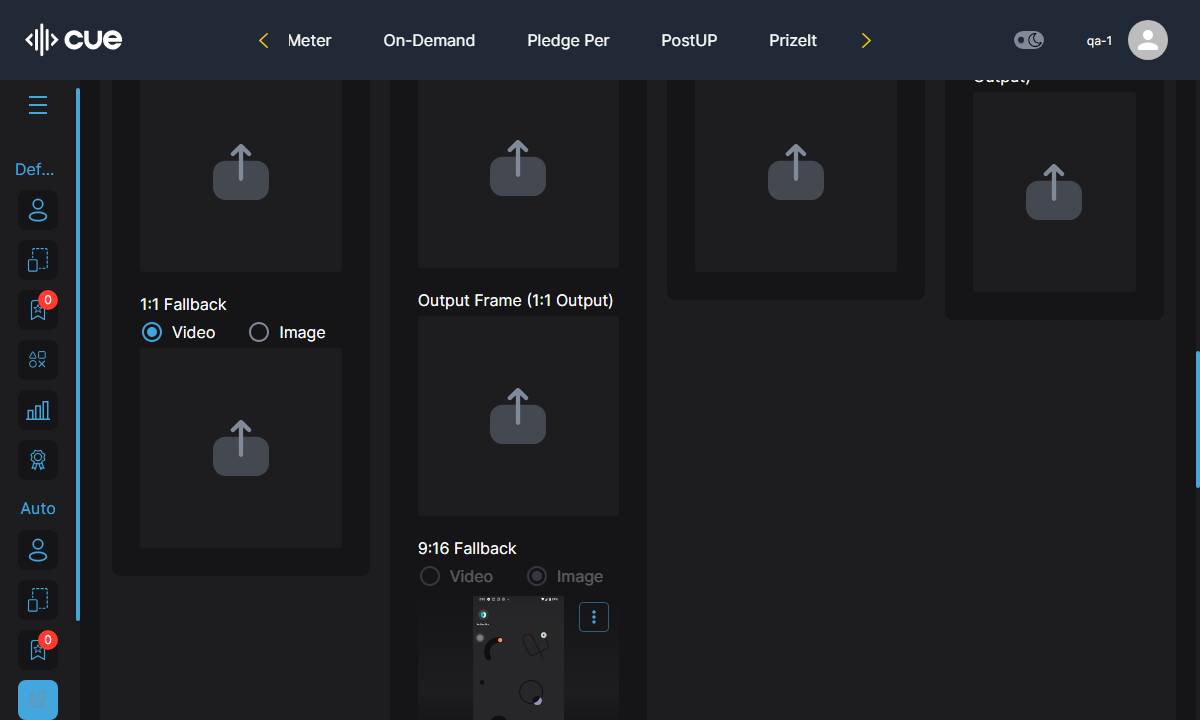 cue
Meter
On-Demand
Pledge Per
PostUP
PrizeIt
qa-1
Def...
0
Auto
0
1:1 Fallback
Video
Image
Output Frame (1:1 Output)
9:16 Fallback
Video
Image
Output)